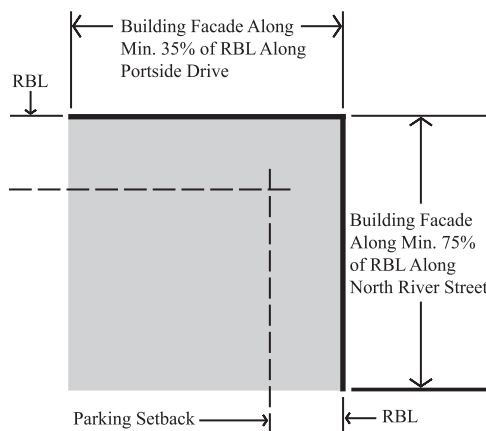 Building Facade Along
Min. 35% of RBL Along
Portside Drive
RBL
Building Facade
Along Min. 75%
of RBL Along
North River Street
Parking Setback
RBL